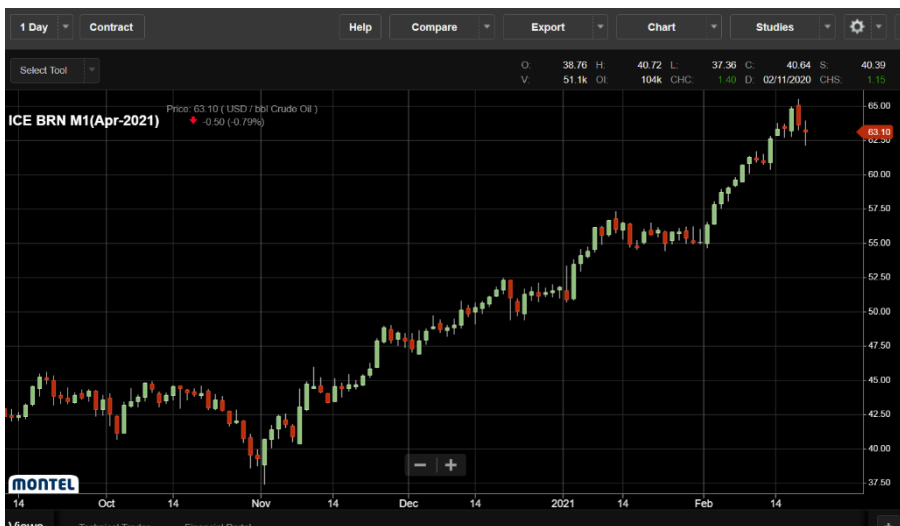 1 Day Contract Help Compare Export Chart Studies
Select Tool
O: 38.76 H: 40.72 L: 37.36 C: 40.64 S: 40.39
V: 51.1k OI: 104k CHC: 1.40 D: 02/11/2020 CHS: 1.15
Price: 63.10 ( USD / bbl Crude Oil )
ICE BRN M1(Apr-2021)
-0.50 (-0.79%)
65.00
63.10
62.50
60.00
57.50
55.00
52.50
50.00
47.50
45.00
42.50
40.00
37.50
MONTEL
14 Oct 14 Nov 14 Dec 14 2021 14 Feb 14
Views Technical Trades Financial Portal